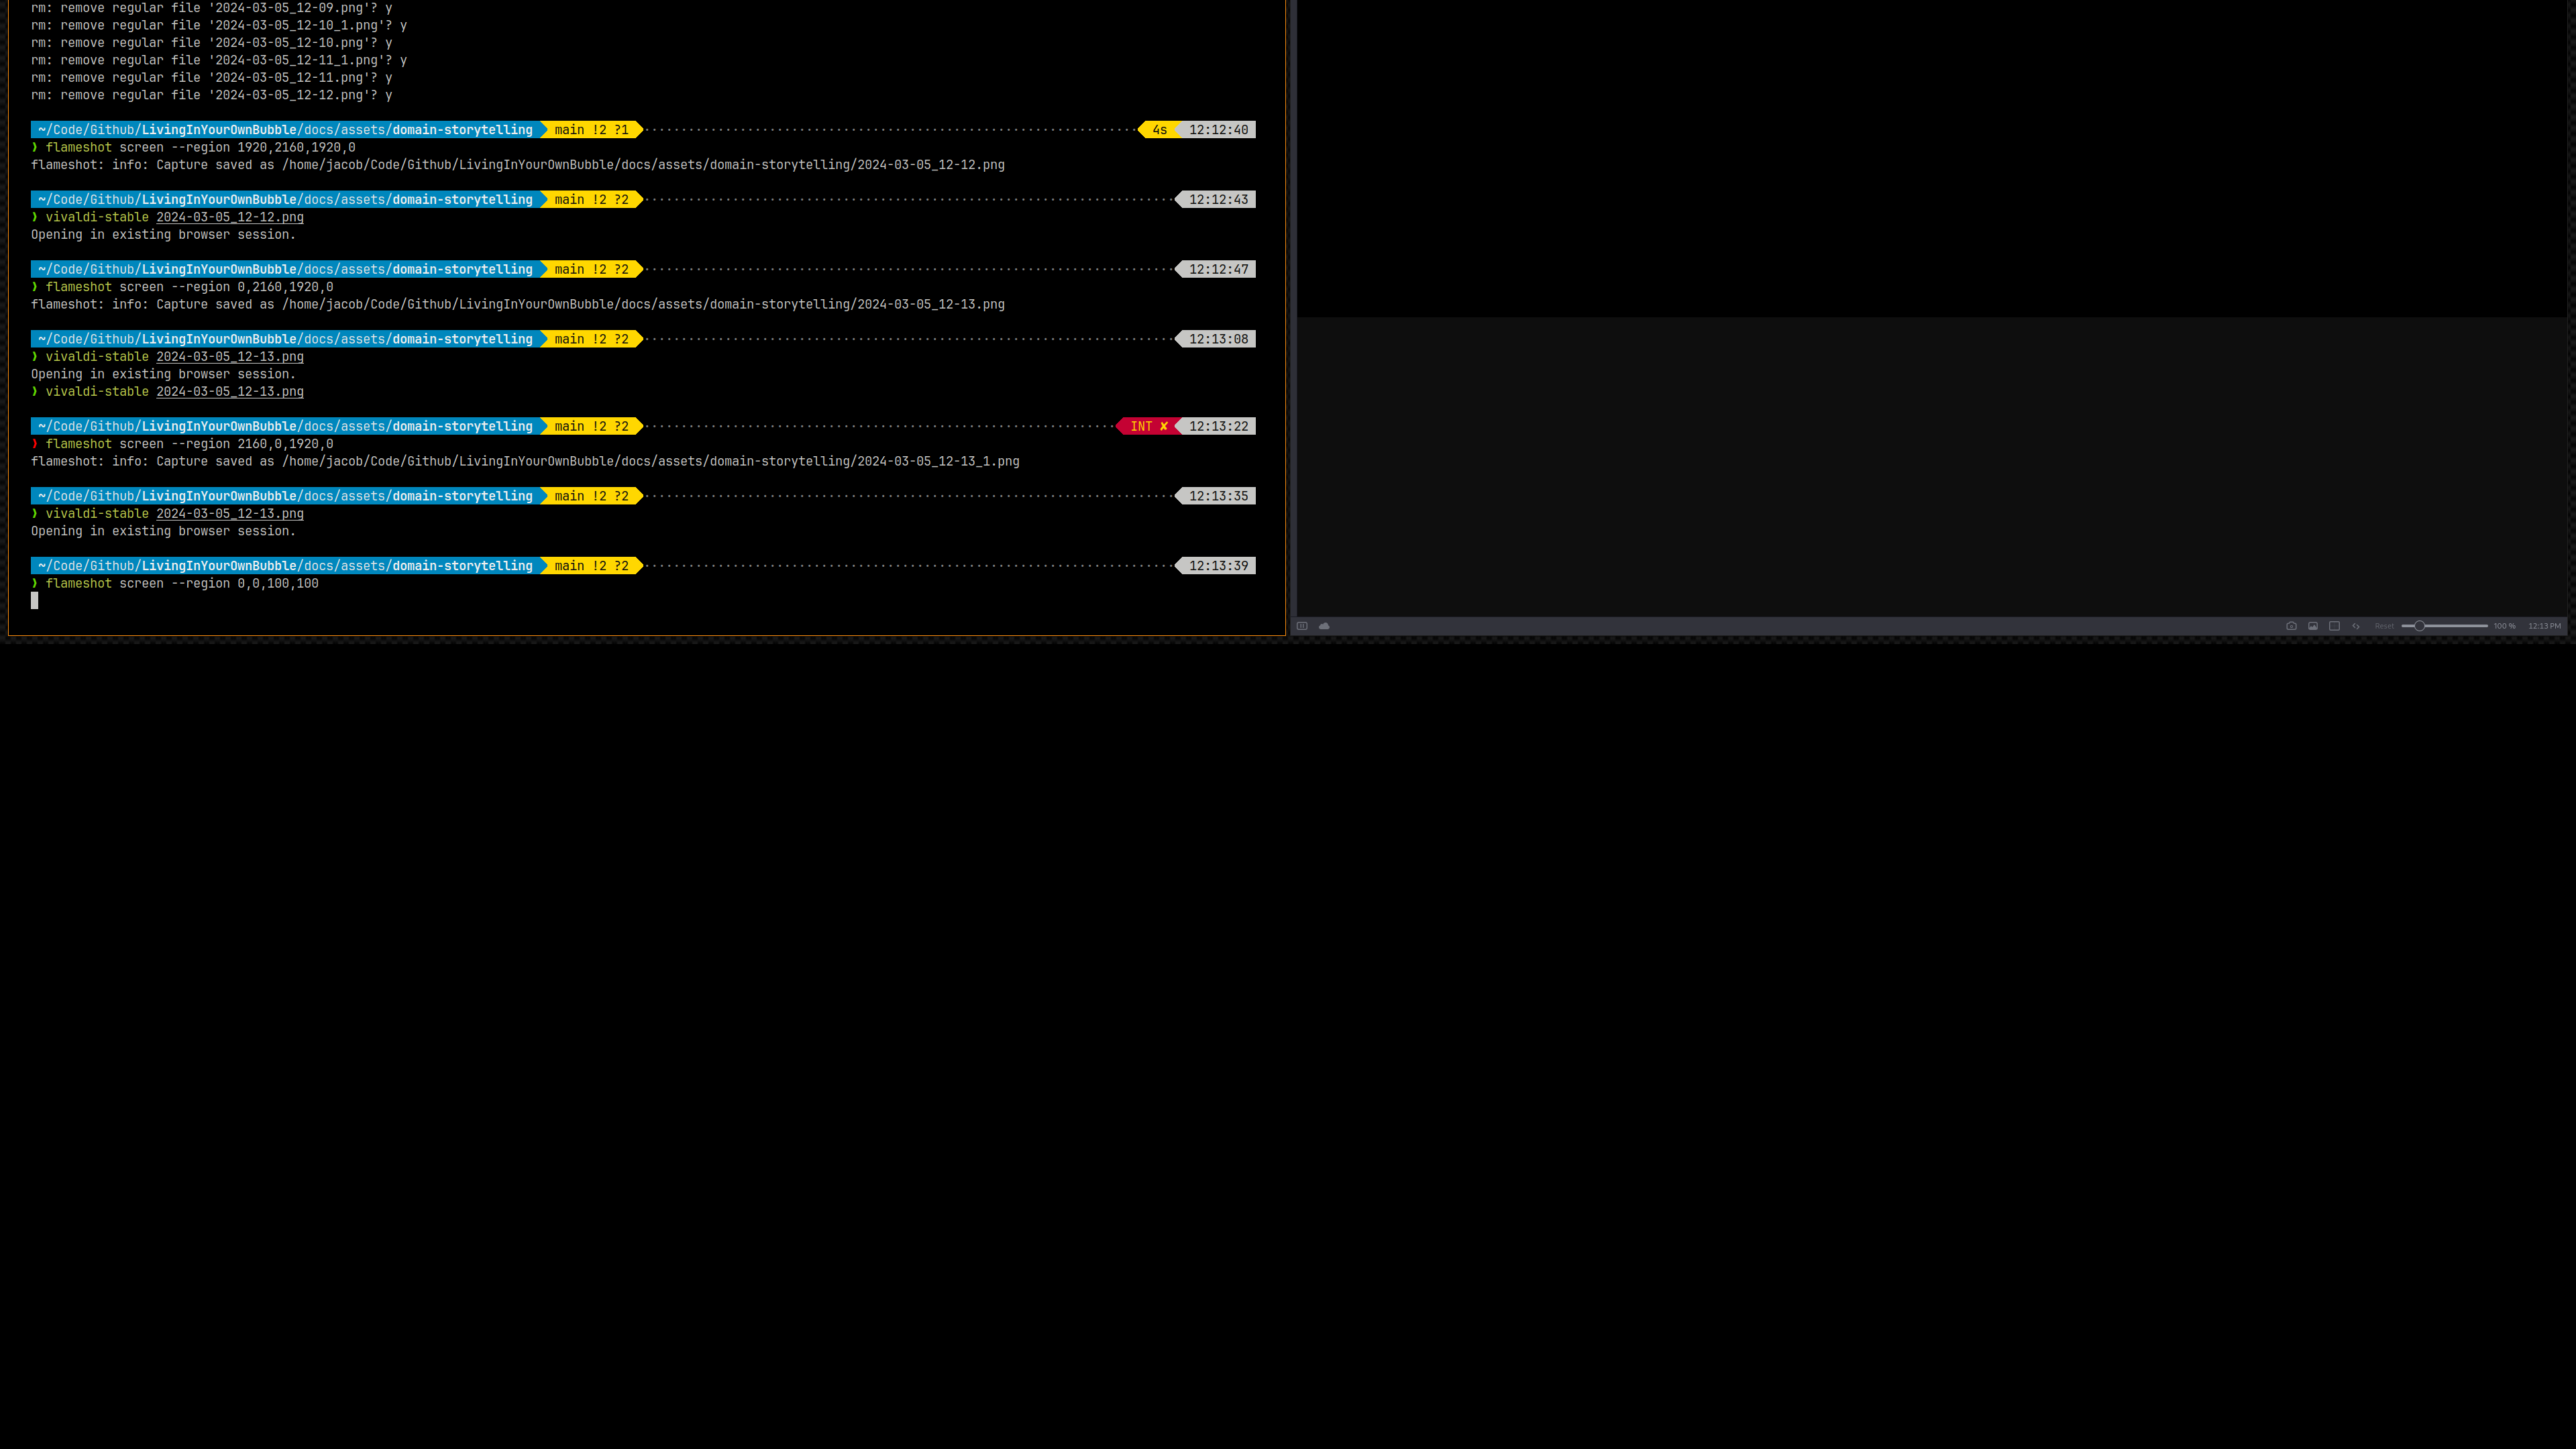 rm: remove regular file '2024-03-05_12-09.png'? y
rm: remove regular file '2024-03-05_12-10_1.png'? y
rm: remove regular file '2024-03-05_12-10.png'? y
rm: remove regular file '2024-03-05_12-11_1.png'? y
rm: remove regular file '2024-03-05_12-11.png'? y
rm: remove regular file '2024-03-05_12-12.png'? y
~/Code/Github/LivingInYourOwnBubble/docs/assets/domain-storytelling main !2 ?1 4s 12:12:40
❯ flameshot screen --region 1920,2160,1920,0
flameshot: info: Capture saved as /home/jacob/Code/Github/LivingInYourOwnBubble/docs/assets/domain-storytelling/2024-03-05_12-12.png
~/Code/Github/LivingInYourOwnBubble/docs/assets/domain-storytelling main !2 ?2 12:12:43
❯ vivaldi-stable 2024-03-05_12-12.png
Opening in existing browser session.
~/Code/Github/LivingInYourOwnBubble/docs/assets/domain-storytelling main !2 ?2 12:12:47
❯ flameshot screen --region 0,2160,1920,0
flameshot: info: Capture saved as /home/jacob/Code/Github/LivingInYourOwnBubble/docs/assets/domain-storytelling/2024-03-05_12-13.png
~/Code/Github/LivingInYourOwnBubble/docs/assets/domain-storytelling main !2 ?2 12:13:08
❯ vivaldi-stable 2024-03-05_12-13.png
Opening in existing browser session.
❯ vivaldi-stable 2024-03-05_12-13.png
~/Code/Github/LivingInYourOwnBubble/docs/assets/domain-storytelling main !2 ?2 INT ✘ 12:13:22
❯ flameshot screen --region 2160,0,1920,0
flameshot: info: Capture saved as /home/jacob/Code/Github/LivingInYourOwnBubble/docs/assets/domain-storytelling/2024-03-05_12-13_1.png
~/Code/Github/LivingInYourOwnBubble/docs/assets/domain-storytelling main !2 ?2 12:13:35
❯ vivaldi-stable 2024-03-05_12-13.png
Opening in existing browser session.
~/Code/Github/LivingInYourOwnBubble/docs/assets/domain-storytelling main !2 ?2 12:13:39
❯ flameshot screen --region 0,0,100,100
Reset 100 % 12:13 PM